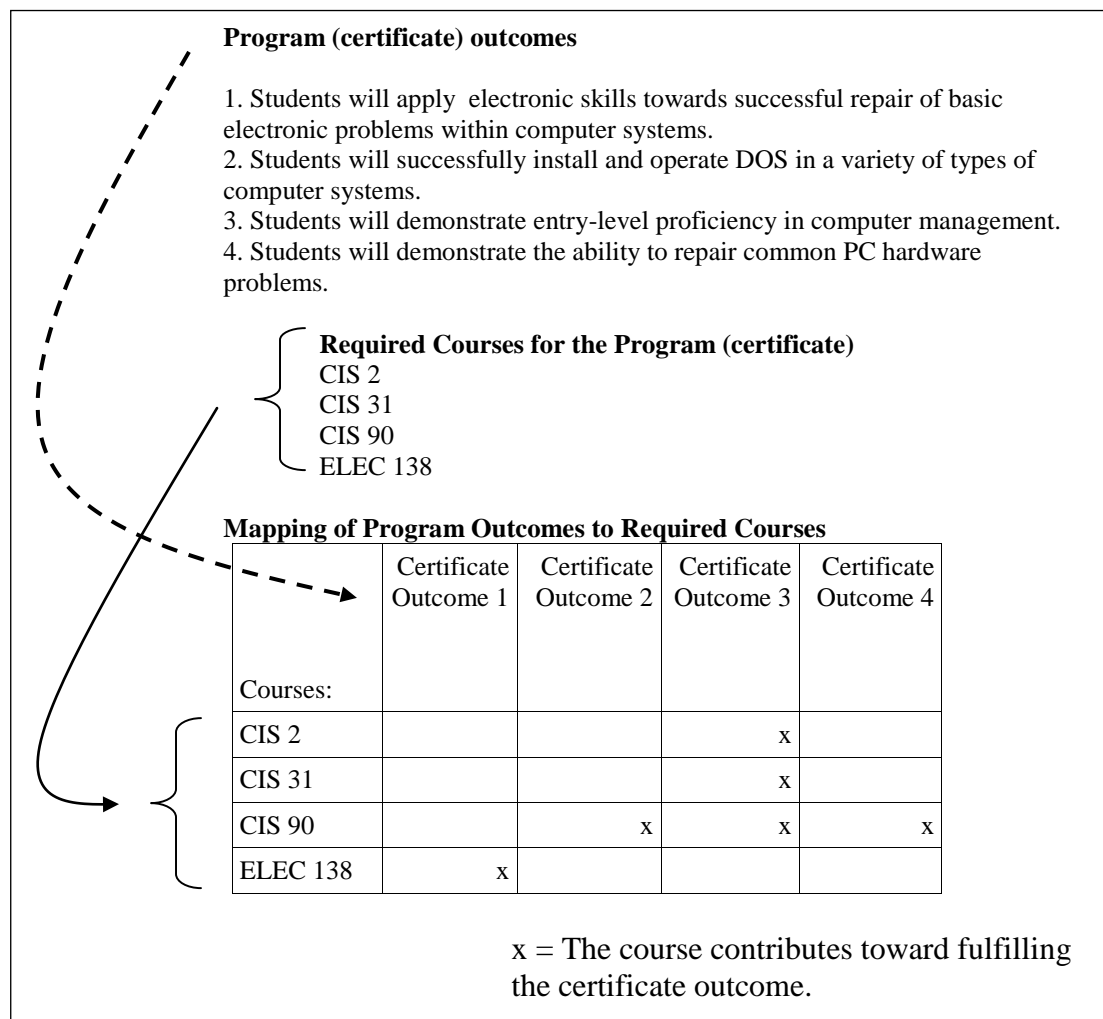 Program (certificate) outcomes
1. Students will apply  electronic skills towards successful repair of basic
electronic problems within computer systems.
2. Students will successfully install and operate DOS in a variety of types of
computer systems.
3. Students will demonstrate entry-level proficiency in computer management.
4. Students will demonstrate the ability to repair common PC hardware
problems.
Required Courses for the Program (certificate)
CIS 2
CIS 31
CIS 90
ELEC 138
Mapping of Program Outcomes to Required Courses
Certificate Certificate Certificate Certificate
Outcome 1 Outcome 2 Outcome 3 Outcome 4
Courses:
CIS 2 x
CIS 31 x
CIS 90 x x x
ELEC 138 x
x = The course contributes toward fulfilling
the certificate outcome.